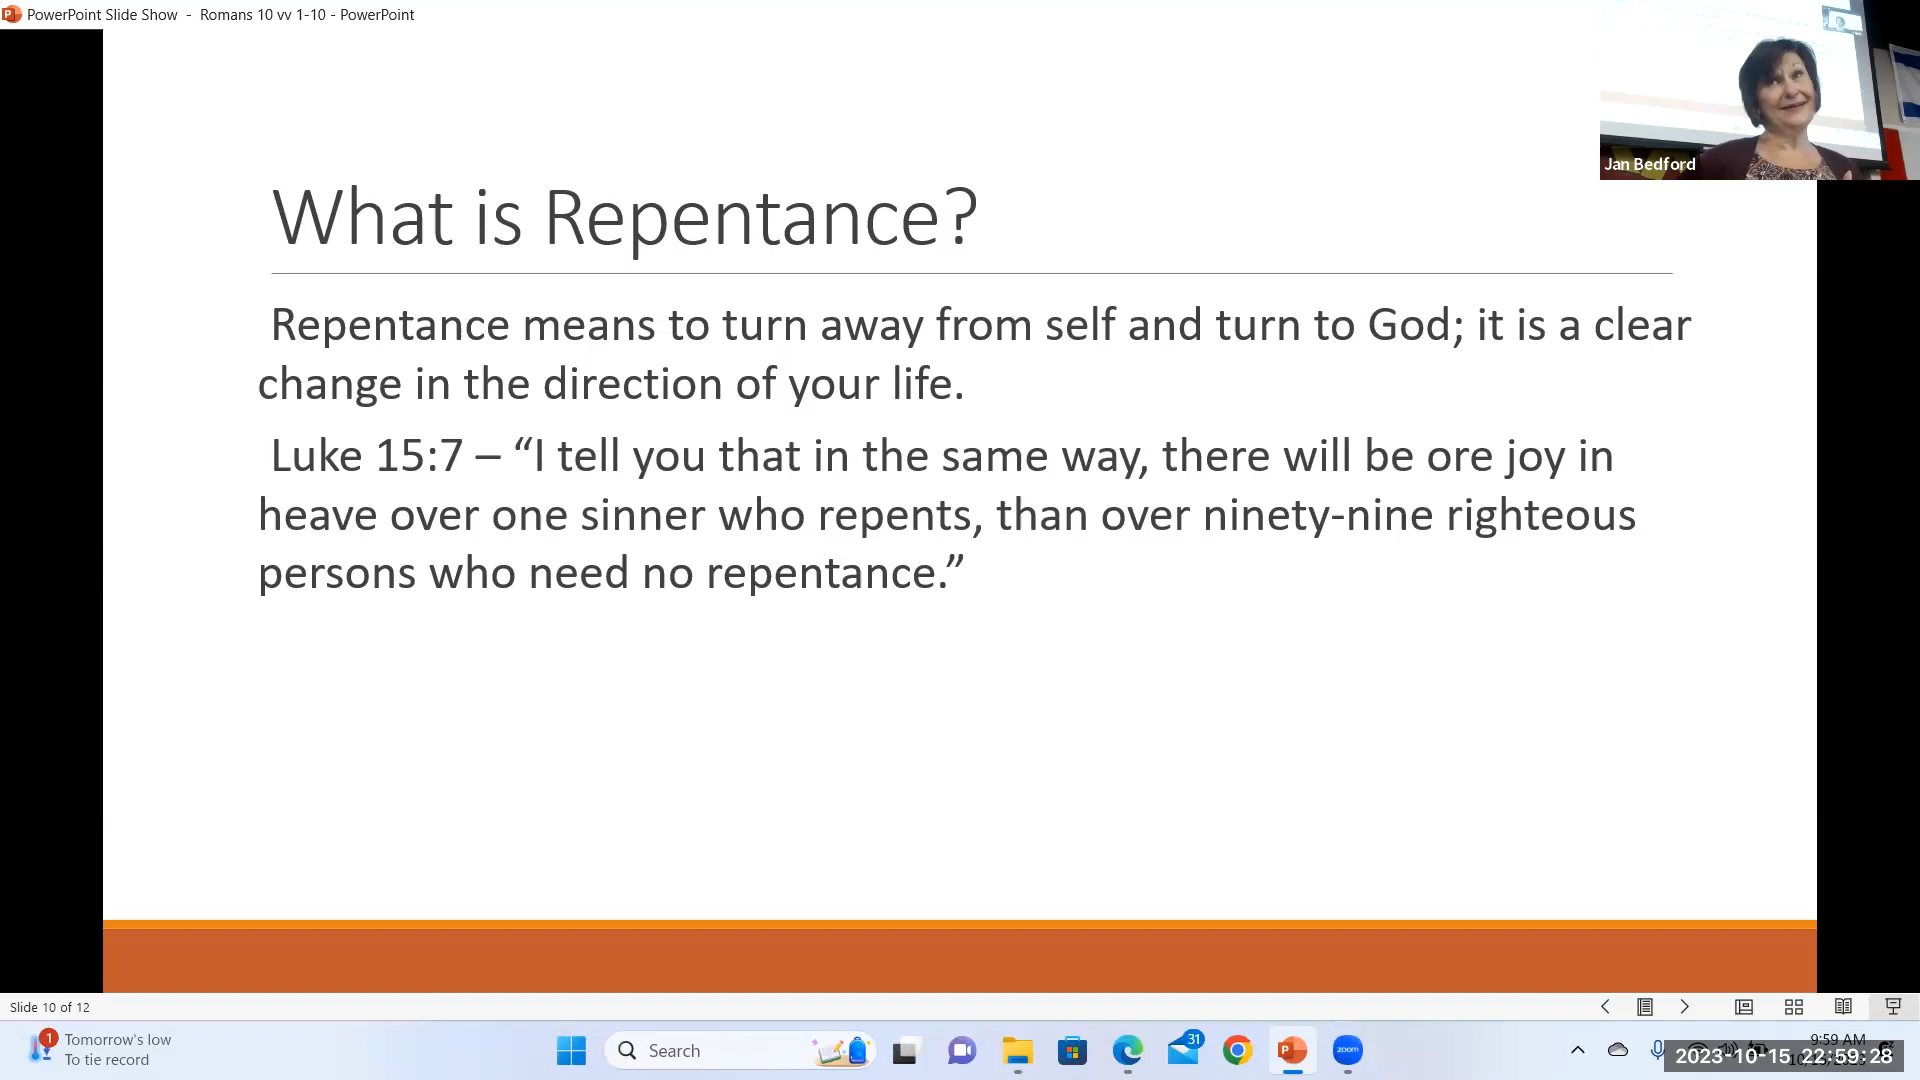 PowerPoint Slide Show - Romans 10 vv 1-10 - PowerPoint
Jan Bedford
What is Repentance?
Repentance means to turn away from self and turn to God; it is a clear
change in the direction of your life.
Luke 15:7 – “I tell you that in the same way, there will be ore joy in
heave over one sinner who repents, than over ninety-nine righteous
persons who need no repentance.”
Slide 10 of 12
1
Tomorrow's low
To tie record
Search
31
zoom
9:59 AM
2023-10-15 22:59:28